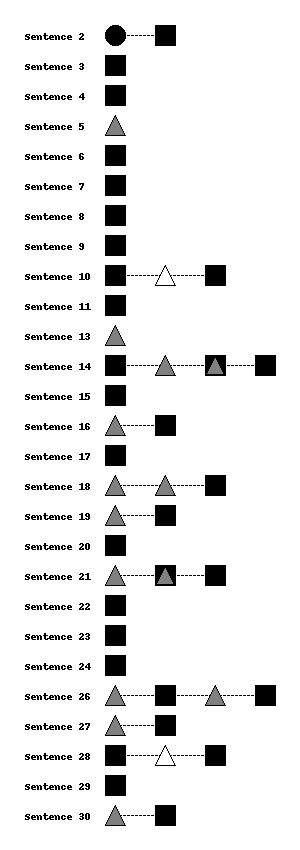 Sentence 2
Sentence 3
Sentence 4
Sentence 5
Sentence 6
Sentence 7
Sentence 8
Sentence 9
Sentence 10
Sentence 11
Sentence 13
Sentence 14
Sentence 15
Sentence 16
Sentence 17
Sentence 18
Sentence 19
Sentence 20
Sentence 21
Sentence 22
Sentence 23
Sentence 24
Sentence 26
Sentence 27
Sentence 28
Sentence 29
Sentence 30